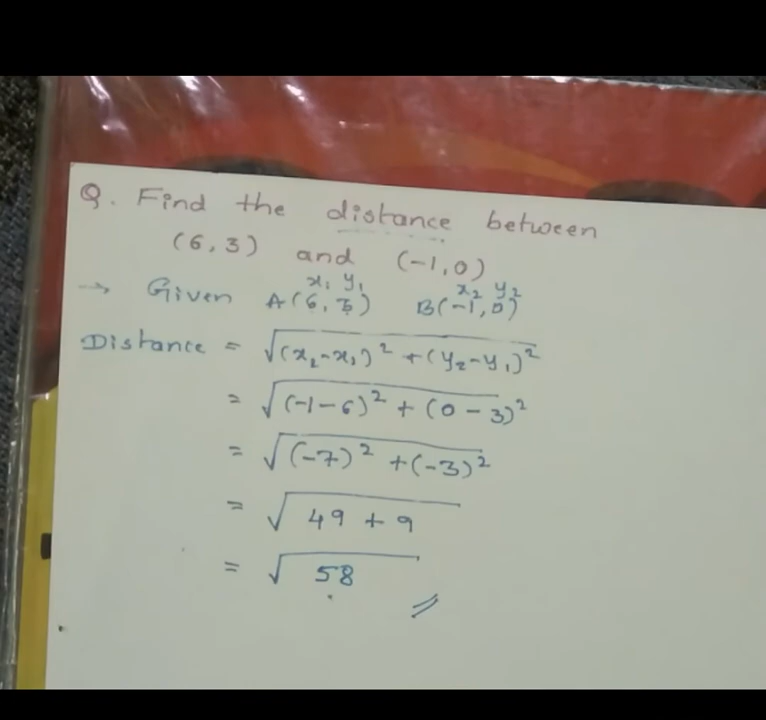 Q. Find the distance between
(6,3) and (-1,0)
x₁ y₁ x₂ y₂
→ Given A(6,3) B(-1,0)
Distance = √(x₂-x₁)² + (y₂-y₁)²
= √(-1-6)² + (0-3)²
= √(-7)² + (-3)²
= √49 + 9
= √58